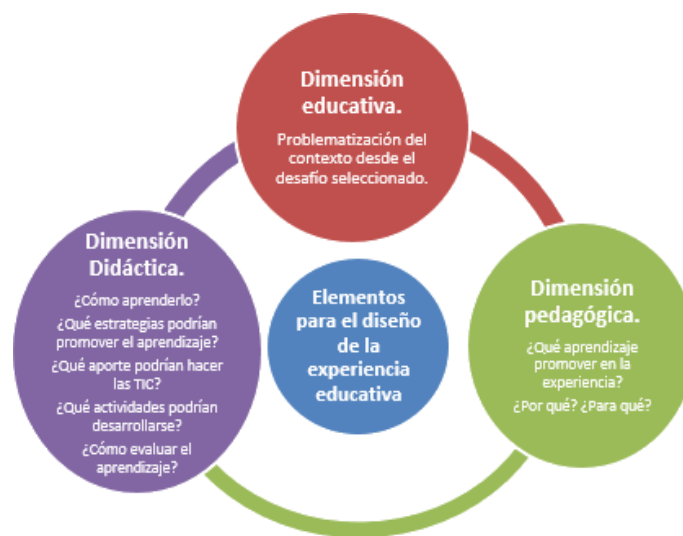 Dimensión
educativa.
Problematización del
contexto desde el
desafío seleccionado.
Dimensión
Didáctica.
¿Cómo aprenderlo?
¿Qué estrategias podrían
promover el aprendizaje?
¿Qué aporte podrían hacer
las TIC?
¿Qué actividades podrían
desarrollarse?
¿Cómo evaluar el
aprendizaje?
Elementos
para el diseño
de la
experiencia
educativa
Dimensión
pedagógica.
¿Qué aprendizaje
promover en la
experiencia?
¿Por qué? ¿Para qué?